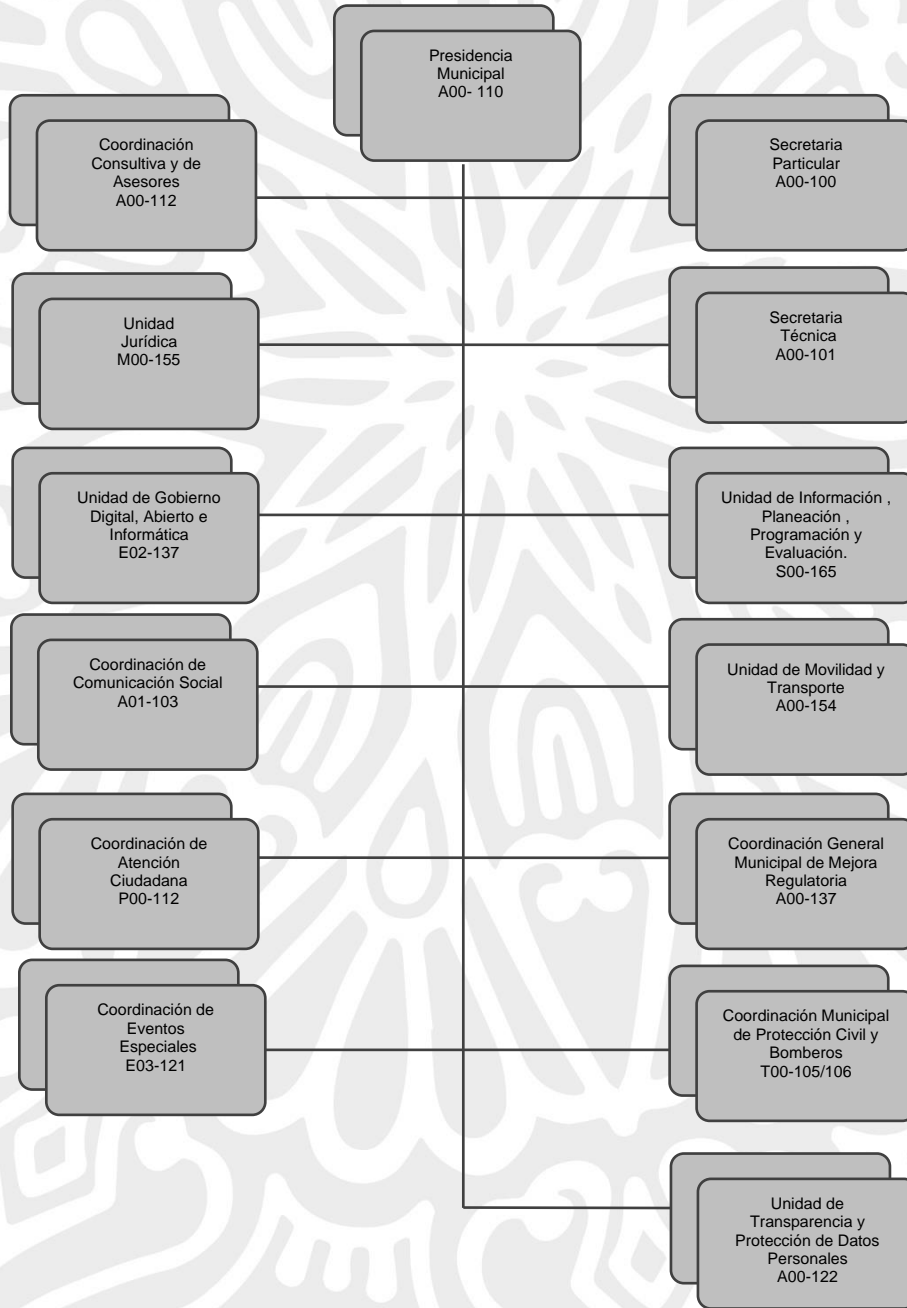 Presidencia
Municipal
A00- 110
Coordinación
Consultiva y de
Asesores
A00-112
Secretaria
Particular
A00-100
Unidad
Jurídica
M00-155
Secretaria
Técnica
A00-101
Unidad de Gobierno
Digital, Abierto e
Informática
E02-137
Unidad de Información ,
Planeación ,
Programación y
Evaluación.
S00-165
Coordinación de
Comunicación Social
A01-103
Unidad de Movilidad y
Transporte
A00-154
Coordinación de
Atención
Ciudadana
P00-112
Coordinación General
Municipal de Mejora
Regulatoria
A00-137
Coordinación de
Eventos
Especiales
E03-121
Coordinación Municipal
de Protección Civil y
Bomberos
T00-105/106
Unidad de
Transparencia y
Protección de Datos
Personales
A00-122